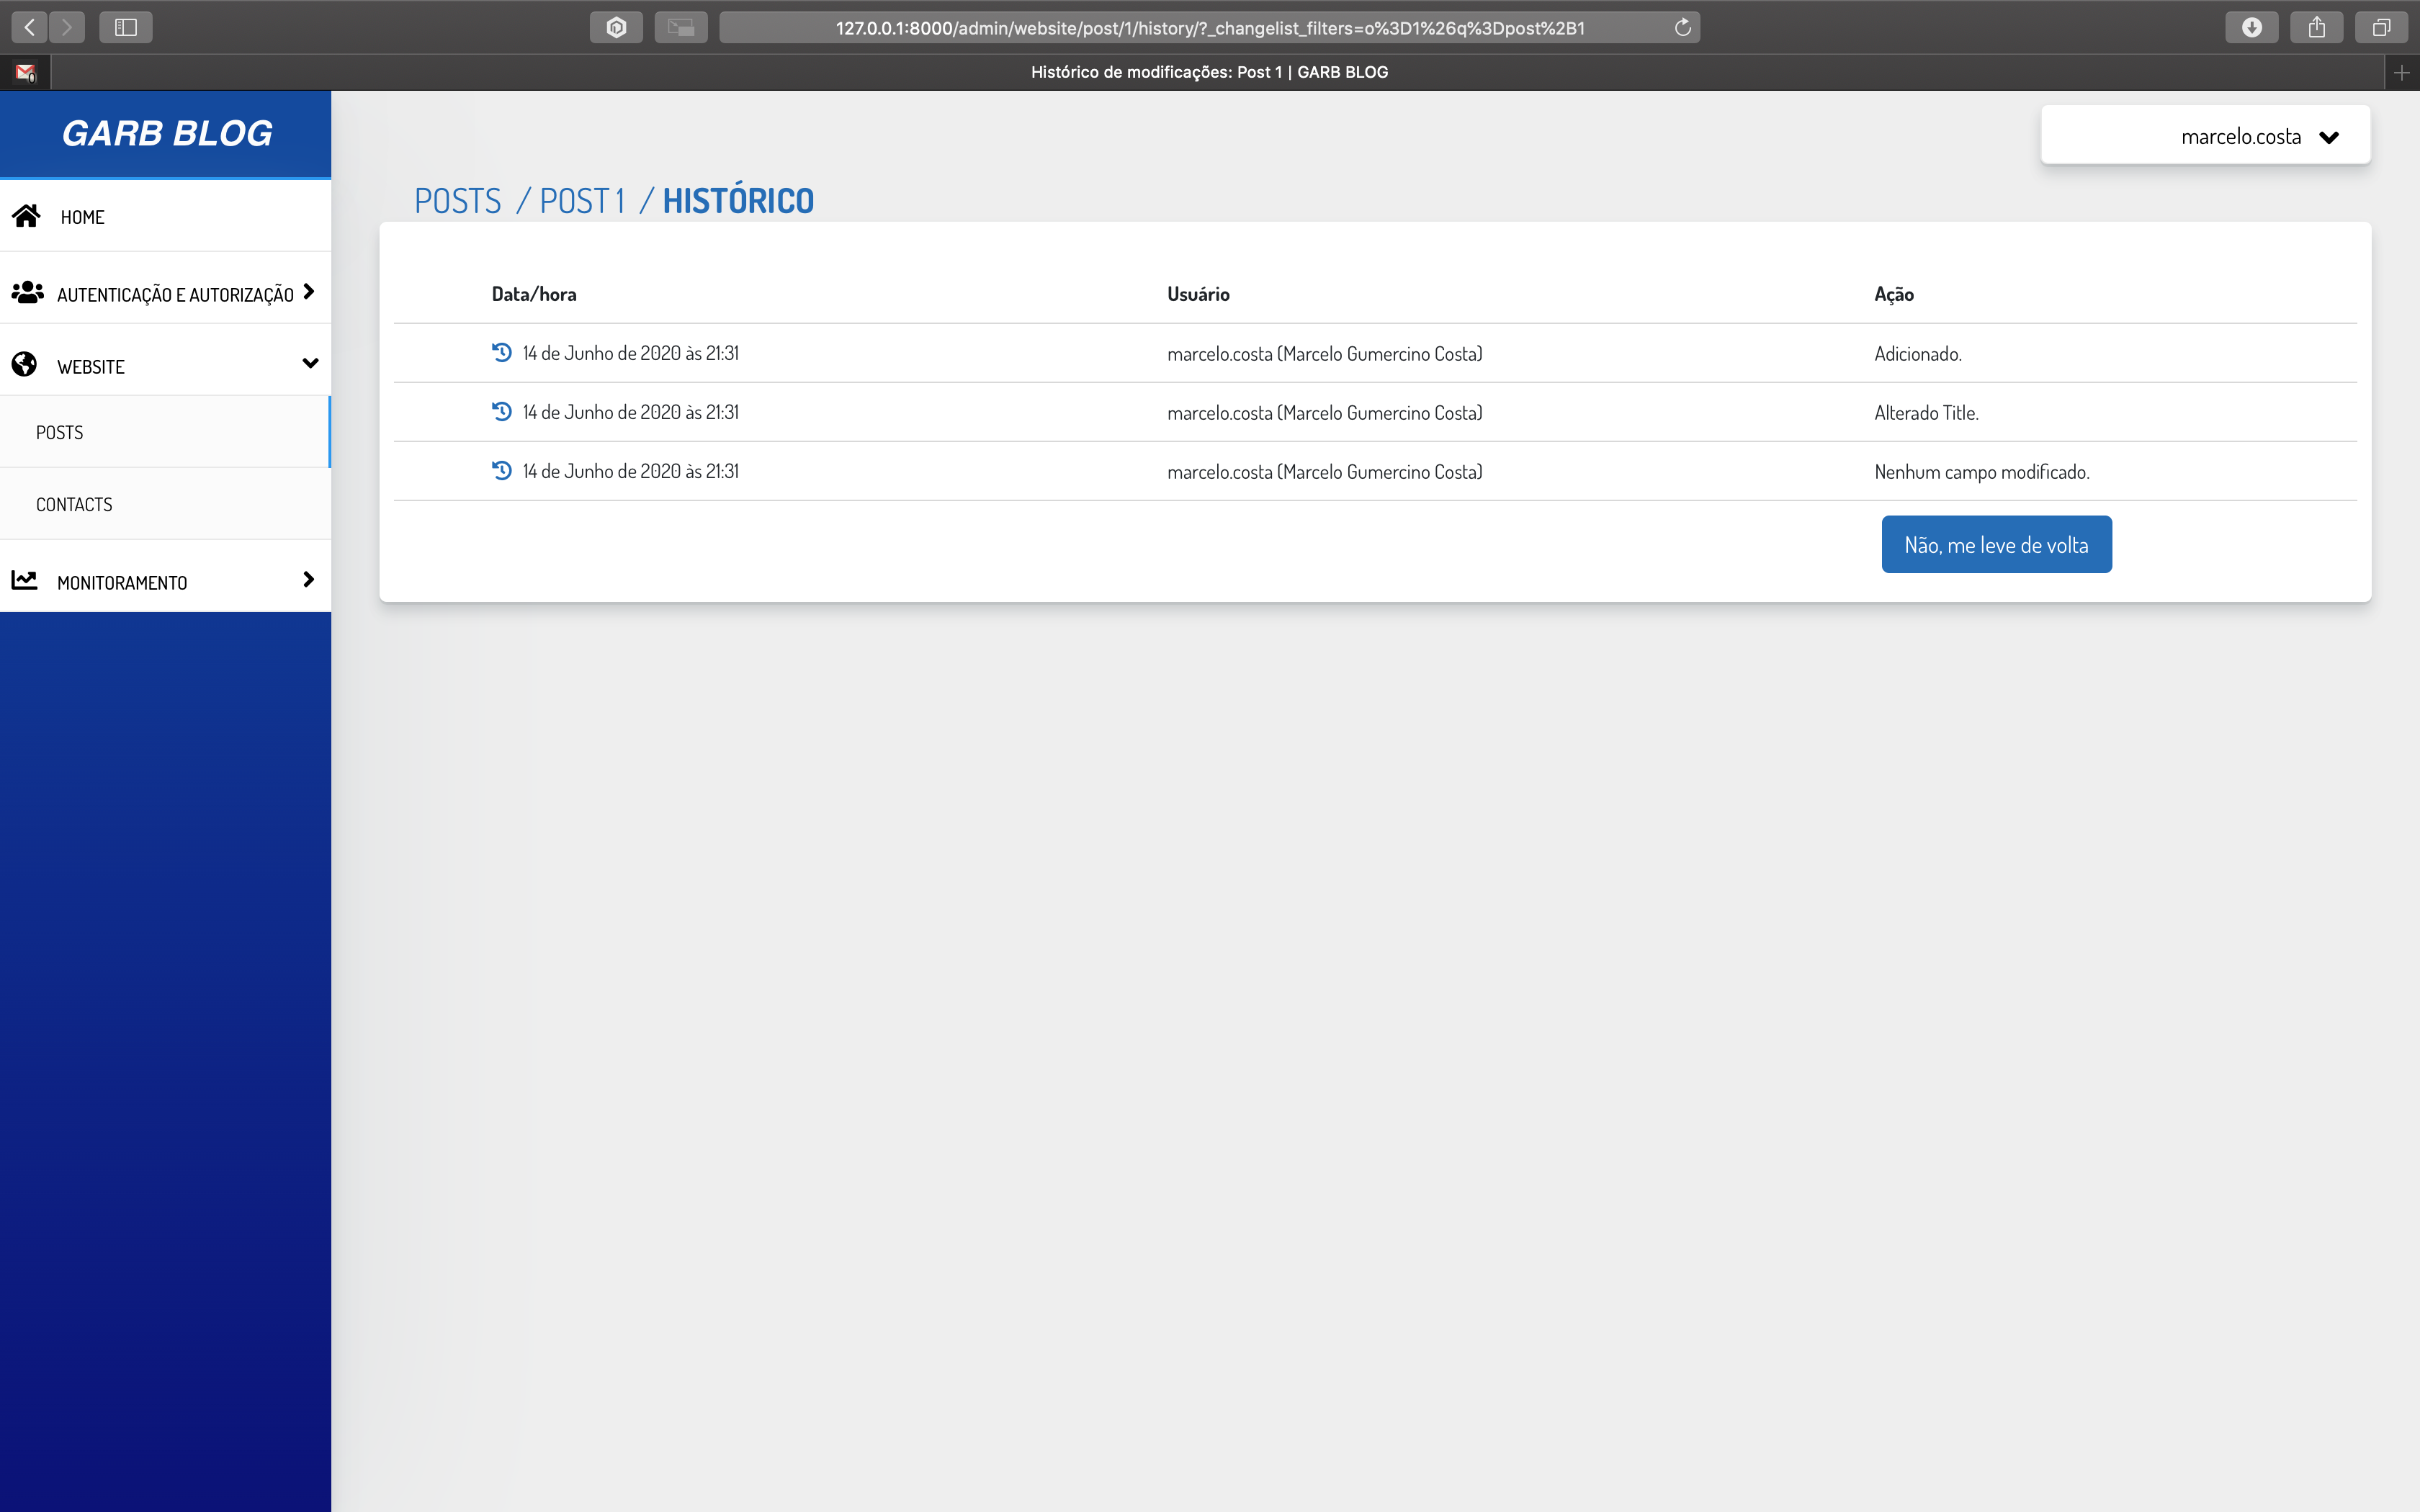 127.0.0.1:8000/admin/website/post/1/history/?_changelist_filters=o%3D1%26q%3Dpost%2B1
0
Histórico de modificações: Post 1 | GARB BLOG
GARB BLOG
marcelo.costa
HOME
AUTENTICAÇÃO E AUTORIZAÇÃO
WEBSITE
POSTS
CONTACTS
MONITORAMENTO
POSTS / POST 1 / HISTÓRICO
Data/hora Usuário Ação
14 de Junho de 2020 às 21:31 marcelo.costa (Marcelo Gumercino Costa) Adicionado.
14 de Junho de 2020 às 21:31 marcelo.costa (Marcelo Gumercino Costa) Alterado Title.
14 de Junho de 2020 às 21:31 marcelo.costa (Marcelo Gumercino Costa) Nenhum campo modificado.
Não, me leve de volta